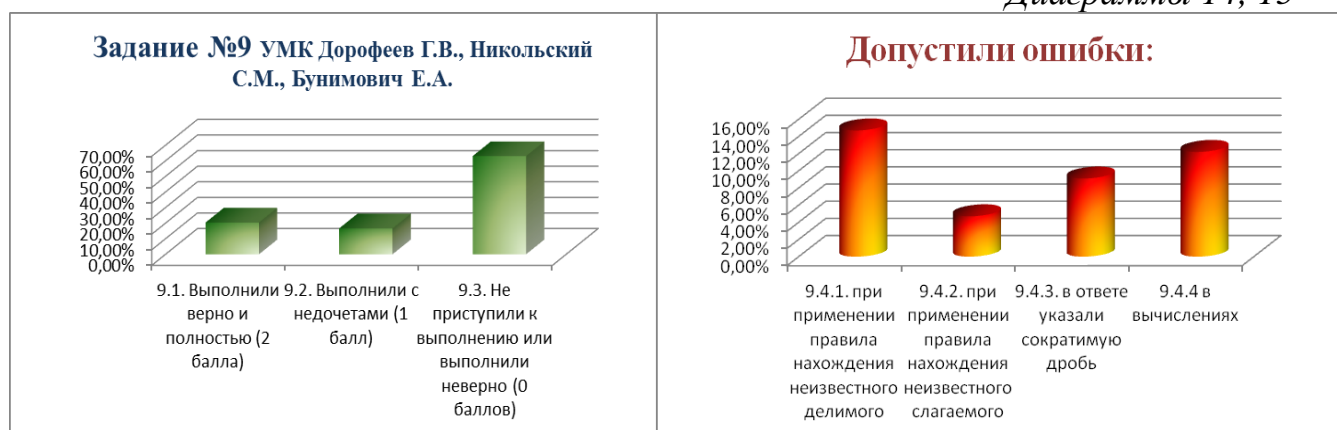 Диаграммы 14, 15
Задание №9 УМК Дорофеев Г.В., Никольский
С.М., Бунимович Е.А.
70,00%
60,00%
50,00%
40,00%
30,00%
20,00%
10,00%
0,00%
9.1. Выполнили
верно и
полностью (2
балла)
9.2. Выполнили с
недочетами (1
балл)
9.3. Не
приступили к
выполнению или
выполнили
неверно (0
баллов)
Допустили ошибки:
16,00%
14,00%
12,00%
10,00%
8,00%
6,00%
4,00%
2,00%
0,00%
9.4.1. при
применении
правила
нахождения
неизвестного
делимого
9.4.2. при
применении
правила
нахождения
неизвестного
слагаемого
9.4.3. в ответе
указали
сократимую
дробь
9.4.4 в
вычислениях